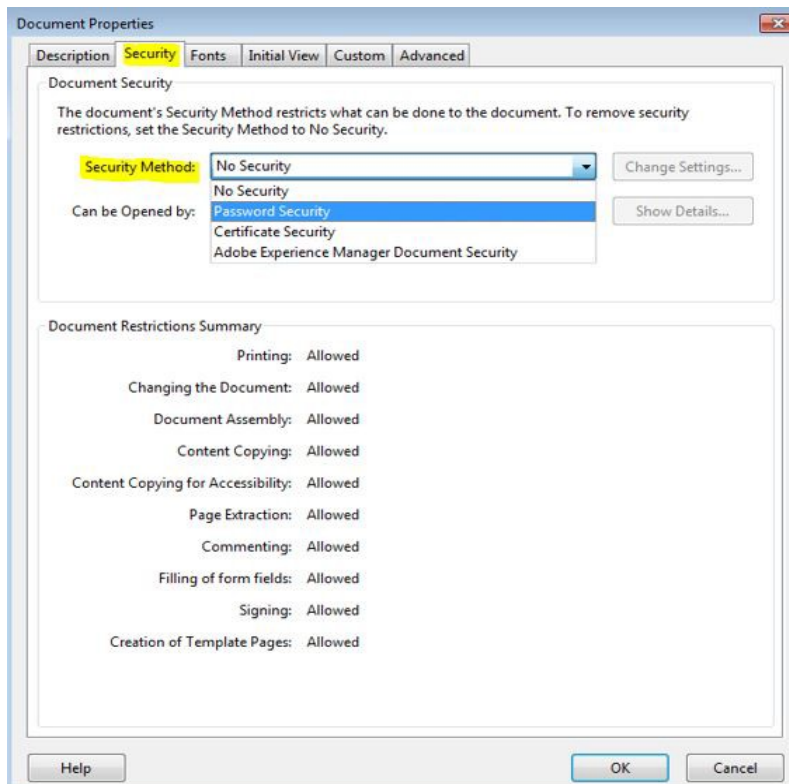 Document Properties
Description Security Fonts Initial View Custom Advanced
Document Security
The document's Security Method restricts what can be done to the document. To remove security
restrictions, set the Security Method to No Security.
Security Method: No Security Change Settings...
No Security
Can be Opened by: Password Security Show Details...
Certificate Security
Adobe Experience Manager Document Security
Document Restrictions Summary
Printing: Allowed
Changing the Document: Allowed
Document Assembly: Allowed
Content Copying: Allowed
Content Copying for Accessibility: Allowed
Page Extraction: Allowed
Commenting: Allowed
Filling of form fields: Allowed
Signing: Allowed
Creation of Template Pages: Allowed
Help OK Cancel